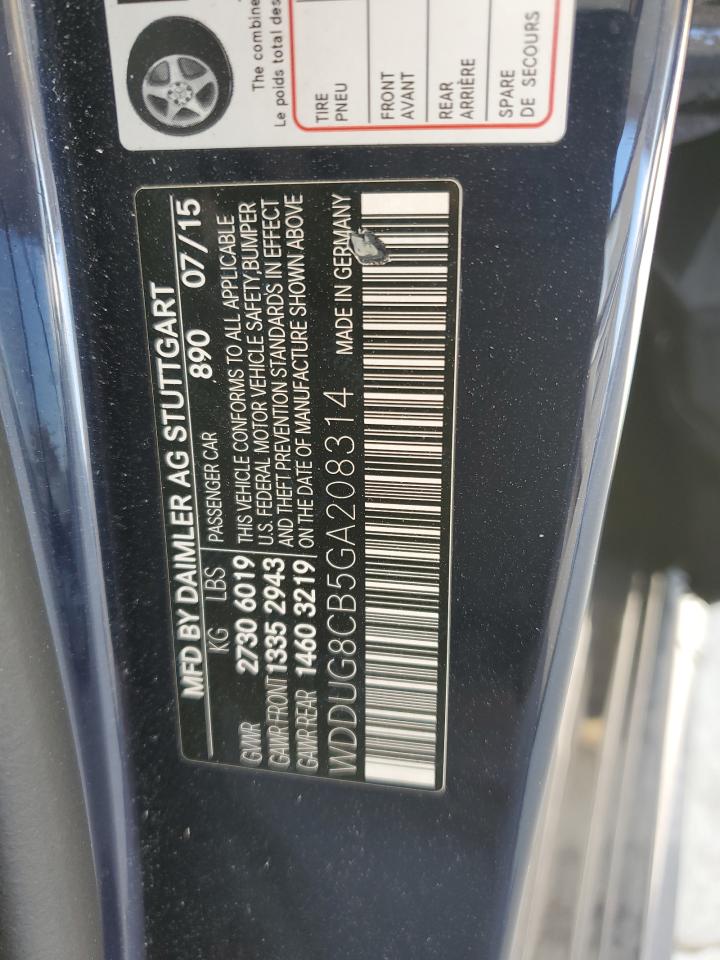 MFD BY DAIMLER AG STUTTGART
KG LBS PASSENGER CAR 890 07/15
GVWR 2730 6019 THIS VEHICLE CONFORMS TO ALL APPLICABLE
GAWR FRONT 1335 2943 U.S. FEDERAL MOTOR VEHICLE SAFETY,BUMPER
AND THEFT PREVENTION STANDARDS IN EFFECT
GAWR REAR 1460 3219 ON THE DATE OF MANUFACTURE SHOWN ABOVE
WDDUG8CB5GA208314 MADE IN GERMANY
The combine
Le poids total des
TIRE
PNEU
FRONT
AVANT
REAR
ARRIÈRE
SPARE
DE SECOURS